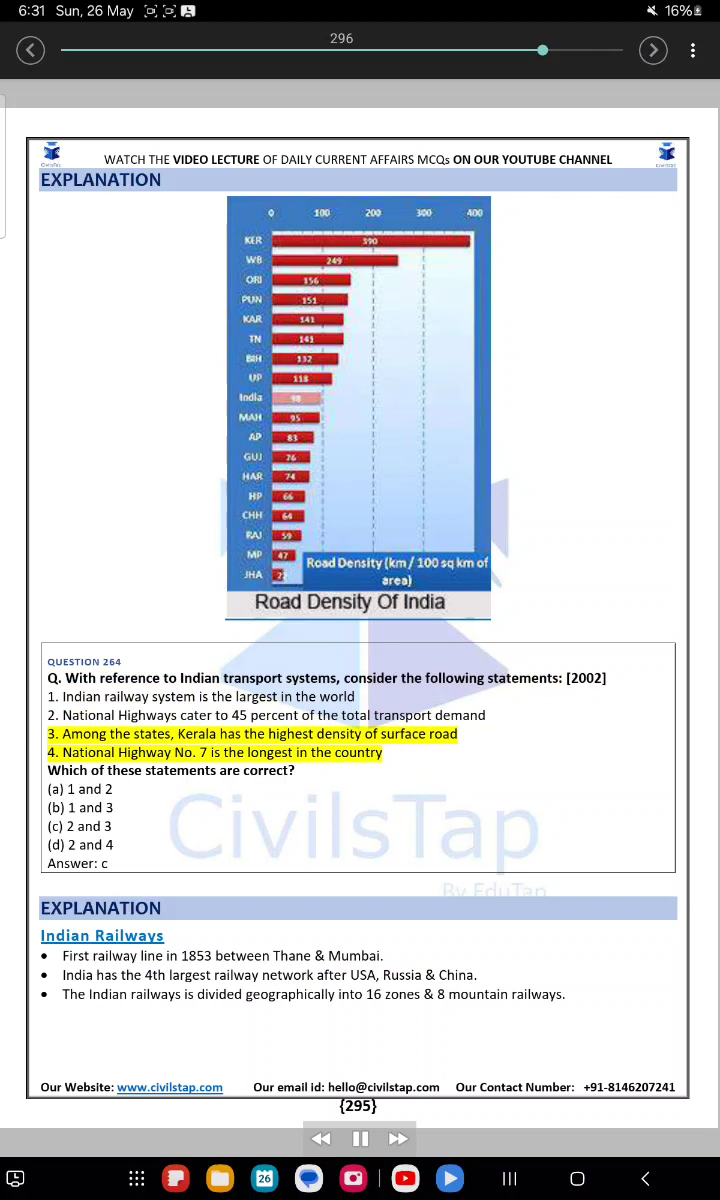 6:31 Sun, 26 May 16%
296
WATCH THE VIDEO LECTURE OF DAILY CURRENT AFFAIRS MCQs ON OUR YOUTUBE CHANNEL
EXPLANATION
0 100 200 300 400
KER 390
WB 249
ORI 156
PUN 151
KAR 141
TN 141
BIH 132
UP 118
India 98
MAH 95
AP 83
GUJ 76
HAR 74
HP 66
CHH 64
RAJ 59
MP 47
JHA
Road Density (km / 100 sq km of
area)
Road Density Of India
QUESTION 264
Q. With reference to Indian transport systems, consider the following statements: [2002]
1. Indian railway system is the largest in the world
2. National Highways cater to 45 percent of the total transport demand
3. Among the states, Kerala has the highest density of surface road
4. National Highway No. 7 is the longest in the country
Which of these statements are correct?
(a) 1 and 2
(b) 1 and 3
(c) 2 and 3
(d) 2 and 4
Answer: c
CivilsTap
By EduTap
EXPLANATION
Indian Railways
• First railway line in 1853 between Thane & Mumbai.
• India has the 4th largest railway network after USA, Russia & China.
• The Indian railways is divided geographically into 16 zones & 8 mountain railways.
Our Website: www.civilstap.com Our email id: hello@civilstap.com Our Contact Number: +91-8146207241
{295}
26